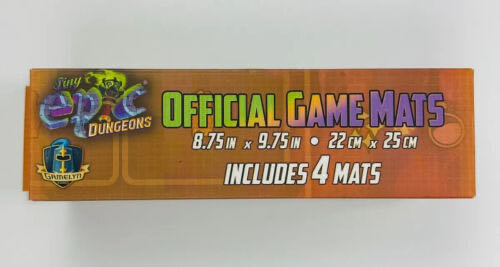 Tiny
epic
DUNGEONS
GAMELYN
OFFICIAL GAME MATS
8.75 IN x 9.75 IN • 22 CM x 25 CM
INCLUDES 4 MATS